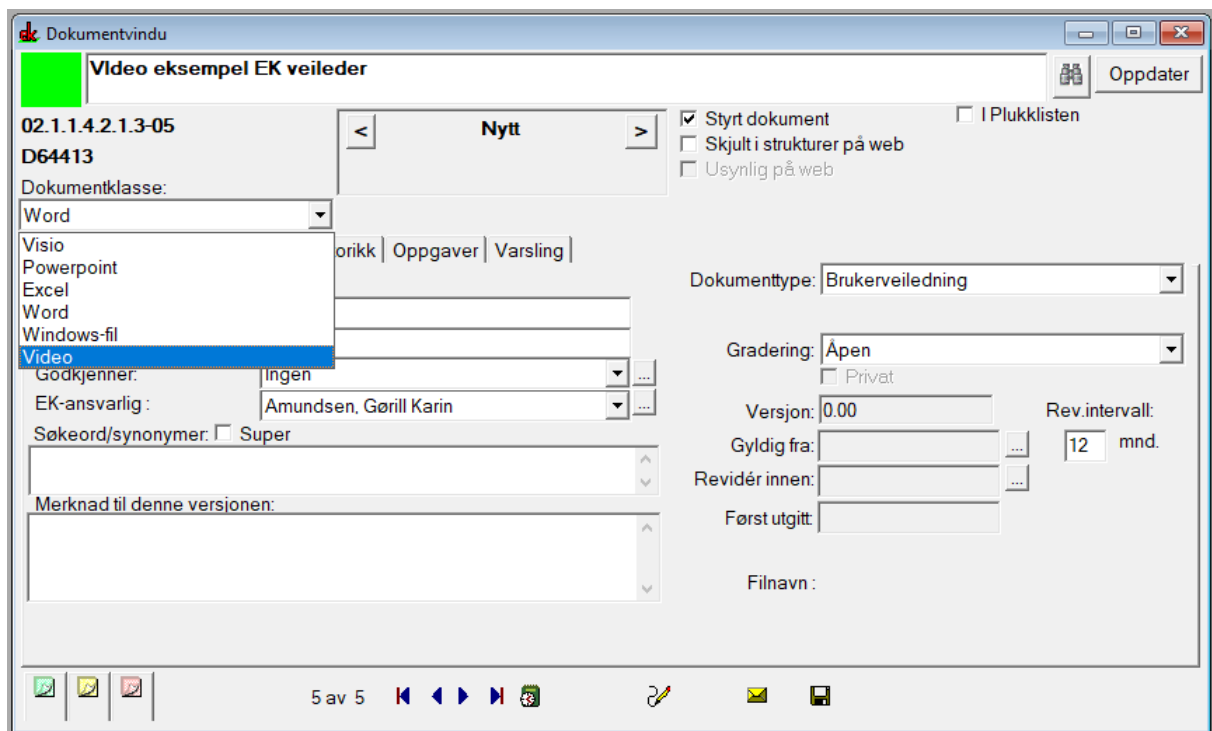 Dokumentvindu
VIdeo eksempel EK veileder
Oppdater
02.1.1.4.2.1.3-05
D64413
< Nytt >
Styrt dokument
I Plukklisten
Skjult i strukturer på web
Usynlig på web
Dokumentklasse:
Word
Visio
Powerpoint
Excel
Word
Windows-fil
Video
orikk Oppgaver Varsling
Dokumenttype: Brukerveiledning
Gradering: Åpen
Privat
Godkjenner: Ingen ...
EK-ansvarlig : Amundsen, Gørill Karin ...
Versjon: 0.00 Rev.intervall:
Søkeord/synonymer: Super
Gyldig fra: ... 12 mnd.
Revidér innen: ...
Merknad til denne versjonen:
Først utgitt:
Filnavn :
5 av 5